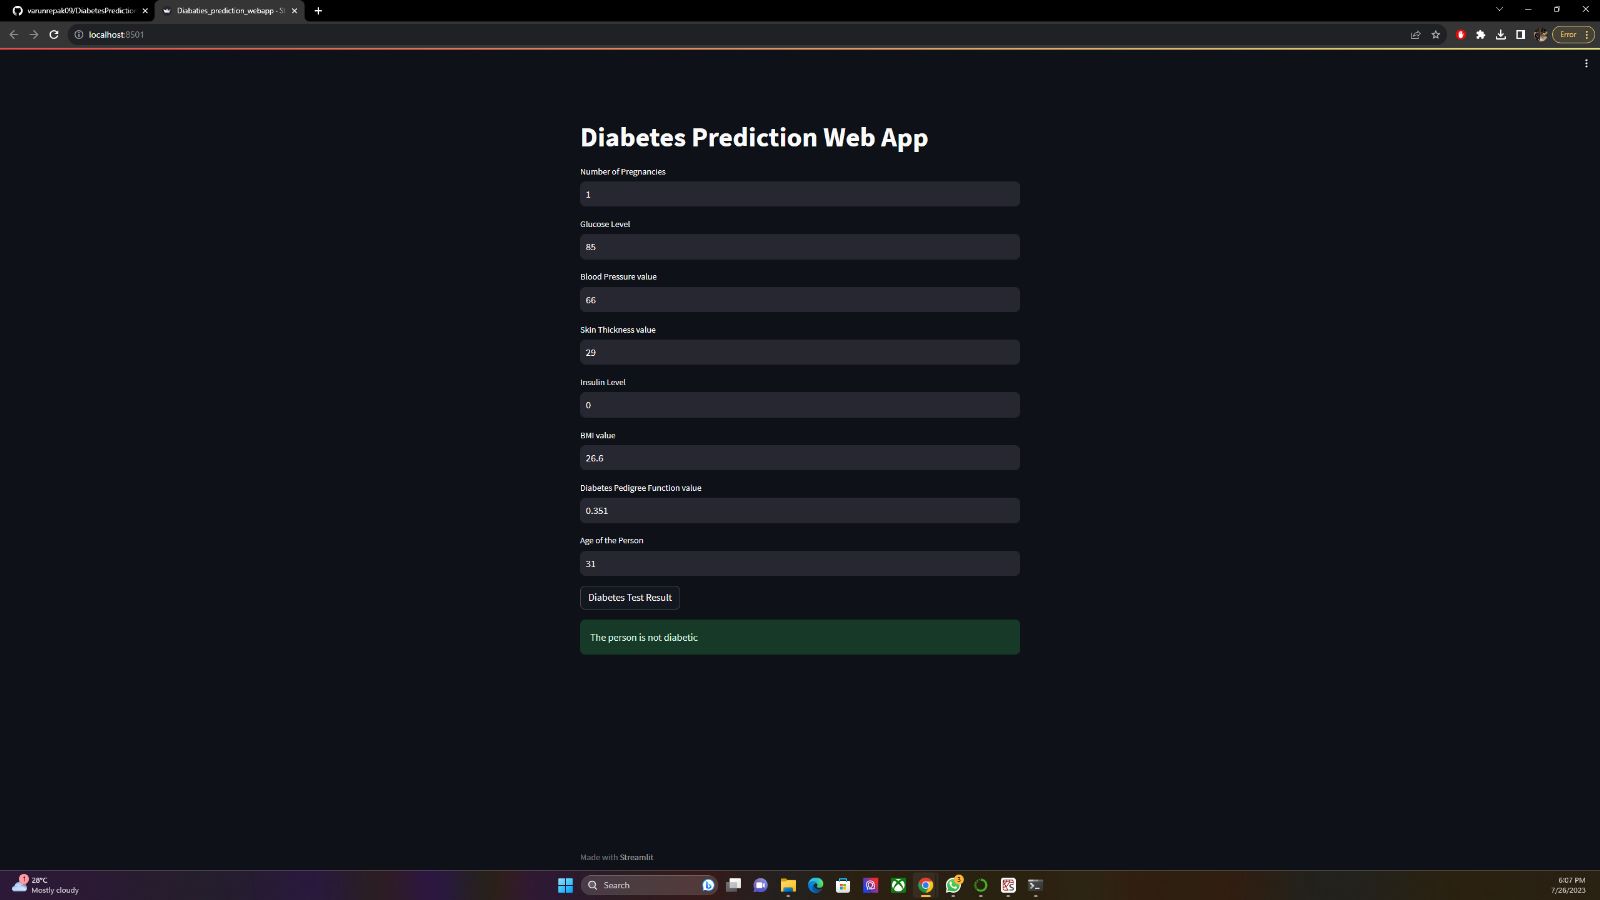 varunrepak09/DiabetesPrediction
Diabaties_prediction_webapp - St
localhost:8501
Error
Diabetes Prediction Web App
Number of Pregnancies
1
Glucose Level
85
Blood Pressure value
66
Skin Thickness value
29
Insulin Level
0
BMI value
26.6
Diabetes Pedigree Function value
0.351
Age of the Person
31
Diabetes Test Result
The person is not diabetic
Made with Streamlit
1
28°C
Mostly cloudy
Search
3
6:07 PM
7/26/2023